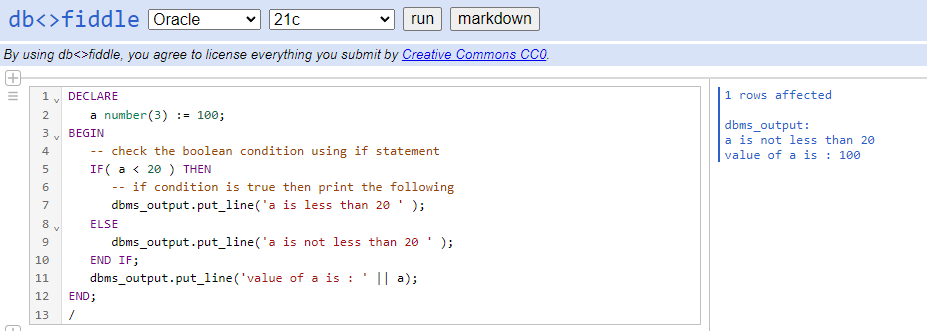 db<>fiddle Oracle 21c run markdown
By using db<>fiddle, you agree to license everything you submit by Creative Commons CC0.
1 DECLARE
2 a number(3) := 100;
3 BEGIN
4 -- check the boolean condition using if statement
5 IF( a < 20 ) THEN
6 -- if condition is true then print the following
7 dbms_output.put_line('a is less than 20 ' );
8 ELSE
9 dbms_output.put_line('a is not less than 20 ' );
10 END IF;
11 dbms_output.put_line('value of a is : ' || a);
12 END;
13 /
1 rows affected
dbms_output:
a is not less than 20
value of a is : 100